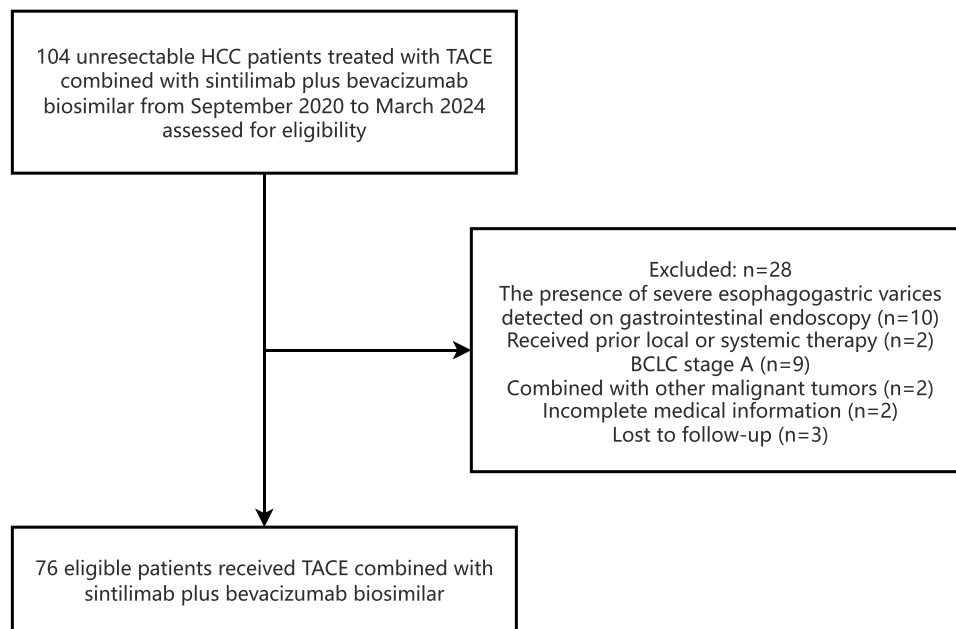 104 unresectable HCC patients treated with TACE
combined with sintilimab plus bevacizumab
biosimilar from September 2020 to March 2024
assessed for eligibility
Excluded: n=28
The presence of severe esophagogastric varices
detected on gastrointestinal endoscopy (n=10)
Received prior local or systemic therapy (n=2)
BCLC stage A (n=9)
Combined with other malignant tumors (n=2)
Incomplete medical information (n=2)
Lost to follow-up (n=3)
76 eligible patients received TACE combined with
sintilimab plus bevacizumab biosimilar